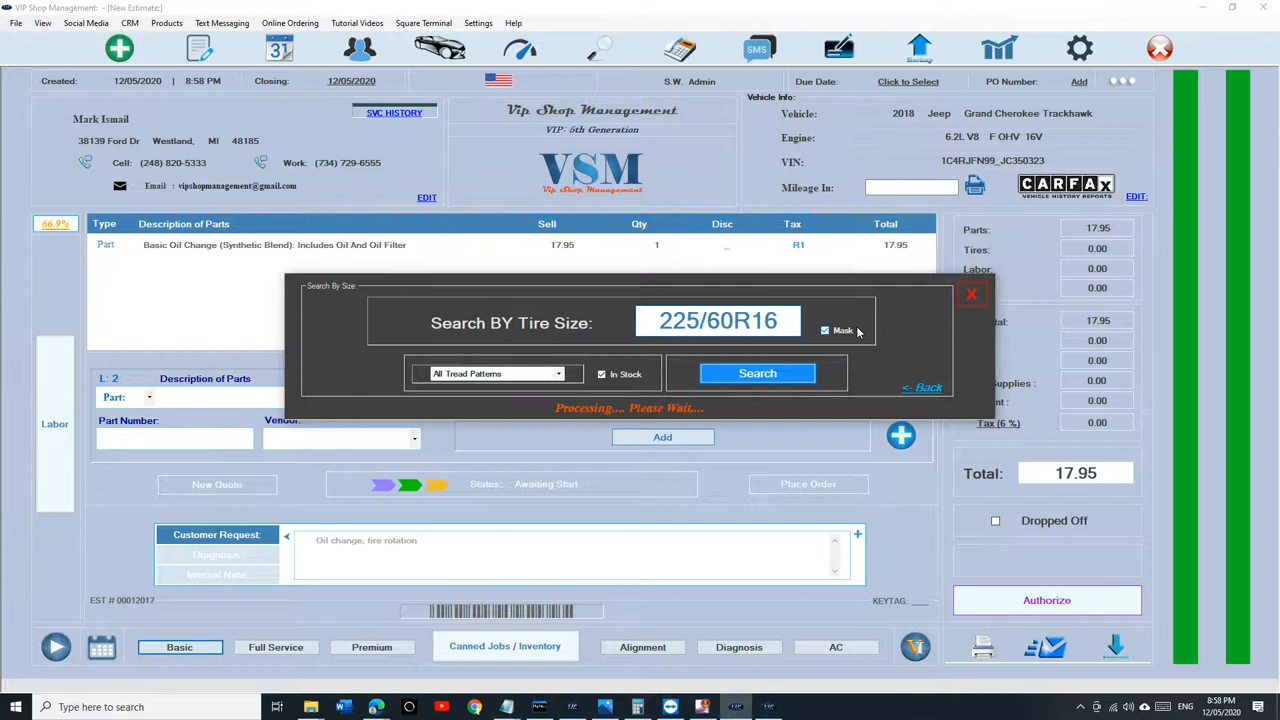 VIP Shop Management: - [New Estimate:]
File View Social Media CRM Products Text Messaging Online Ordering Tutorial Videos Square Terminal Settings Help
31 SMS Backup
Created: 12/05/2020 | 8:58 PM Closing: 12/05/2020 S.W. Admin Due Date: Click to Select PO Number: Add
Mark Ismail
SVC HISTORY
38139 Ford Dr Westland, MI 48185
Cell: (248) 820-5333 Work: (734) 729-6555
Email : vipshopmanagement@gmail.com
EDIT
Vip Shop Management
VIP: 5th Generation
VSM
Vip Shop Management
Vehicle Info:
Vehicle: 2018 Jeep Grand Cherokee Trackhawk
Engine: 6.2L V8 F OHV 16V
VIN: 1C4RJFN99_JC350323
Mileage In:
CARFAX
VEHICLE HISTORY REPORTS
EDIT:
66.9%
Type Description of Parts Sell Qty Disc Tax Total
Part Basic Oil Change (Synthetic Blend): Includes Oil And Oil Filter 17.95 1 _ R1 17.95
Parts: 17.95
Tires: 0.00
Labor: 0.00
0.00
tal: 17.95
0.00
0.00
Supplies : 0.00
nt : 0.00
Tax (6 %) 0.00
Search By Size:
X
Search BY Tire Size: 225/60R16 Mask
All Tread Patterns In Stock Search
<- Back
Processing.... Please Wait....
L: 2 Description of Parts
Part:
Labor
Part Number: Vendor:
Add
New Quote Status: Awaiting Start Place Order
Total: 17.95
Dropped Off
Customer Request:
Diagnosis
Internal Note:
Oil change, tire rotation
EST # 00012017 KEYTAG: ___
Authorize
Basic Full Service Premium Canned Jobs / Inventory Alignment Diagnosis AC
Type here to search
ENG 8:58 PM
12/05/2020